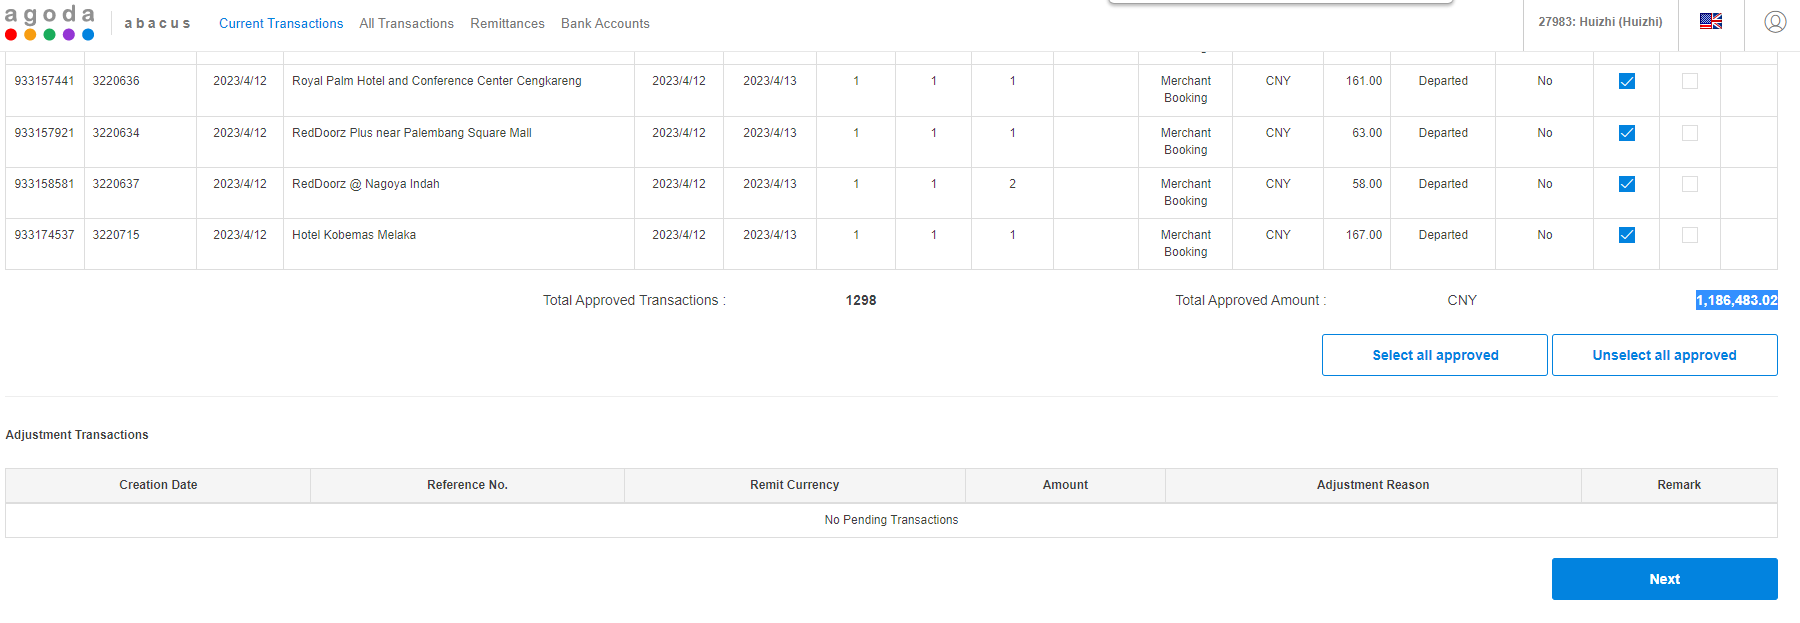 agoda
abacus
Current Transactions All Transactions Remittances Bank Accounts 27983: Huizhi (Huizhi)
933157441 3220636 2023/4/12 Royal Palm Hotel and Conference Center Cengkareng 2023/4/12 2023/4/13 1 1 1 Merchant Booking CNY 161.00 Departed No
933157921 3220634 2023/4/12 RedDoorz Plus near Palembang Square Mall 2023/4/12 2023/4/13 1 1 1 Merchant Booking CNY 63.00 Departed No
933158581 3220637 2023/4/12 RedDoorz @ Nagoya Indah 2023/4/12 2023/4/13 1 1 2 Merchant Booking CNY 58.00 Departed No
933174537 3220715 2023/4/12 Hotel Kobemas Melaka 2023/4/12 2023/4/13 1 1 1 Merchant Booking CNY 167.00 Departed No
Total Approved Transactions : 1298 Total Approved Amount : CNY 1,186,483.02
Select all approved Unselect all approved
Adjustment Transactions
Creation Date Reference No. Remit Currency Amount Adjustment Reason Remark
No Pending Transactions
Next